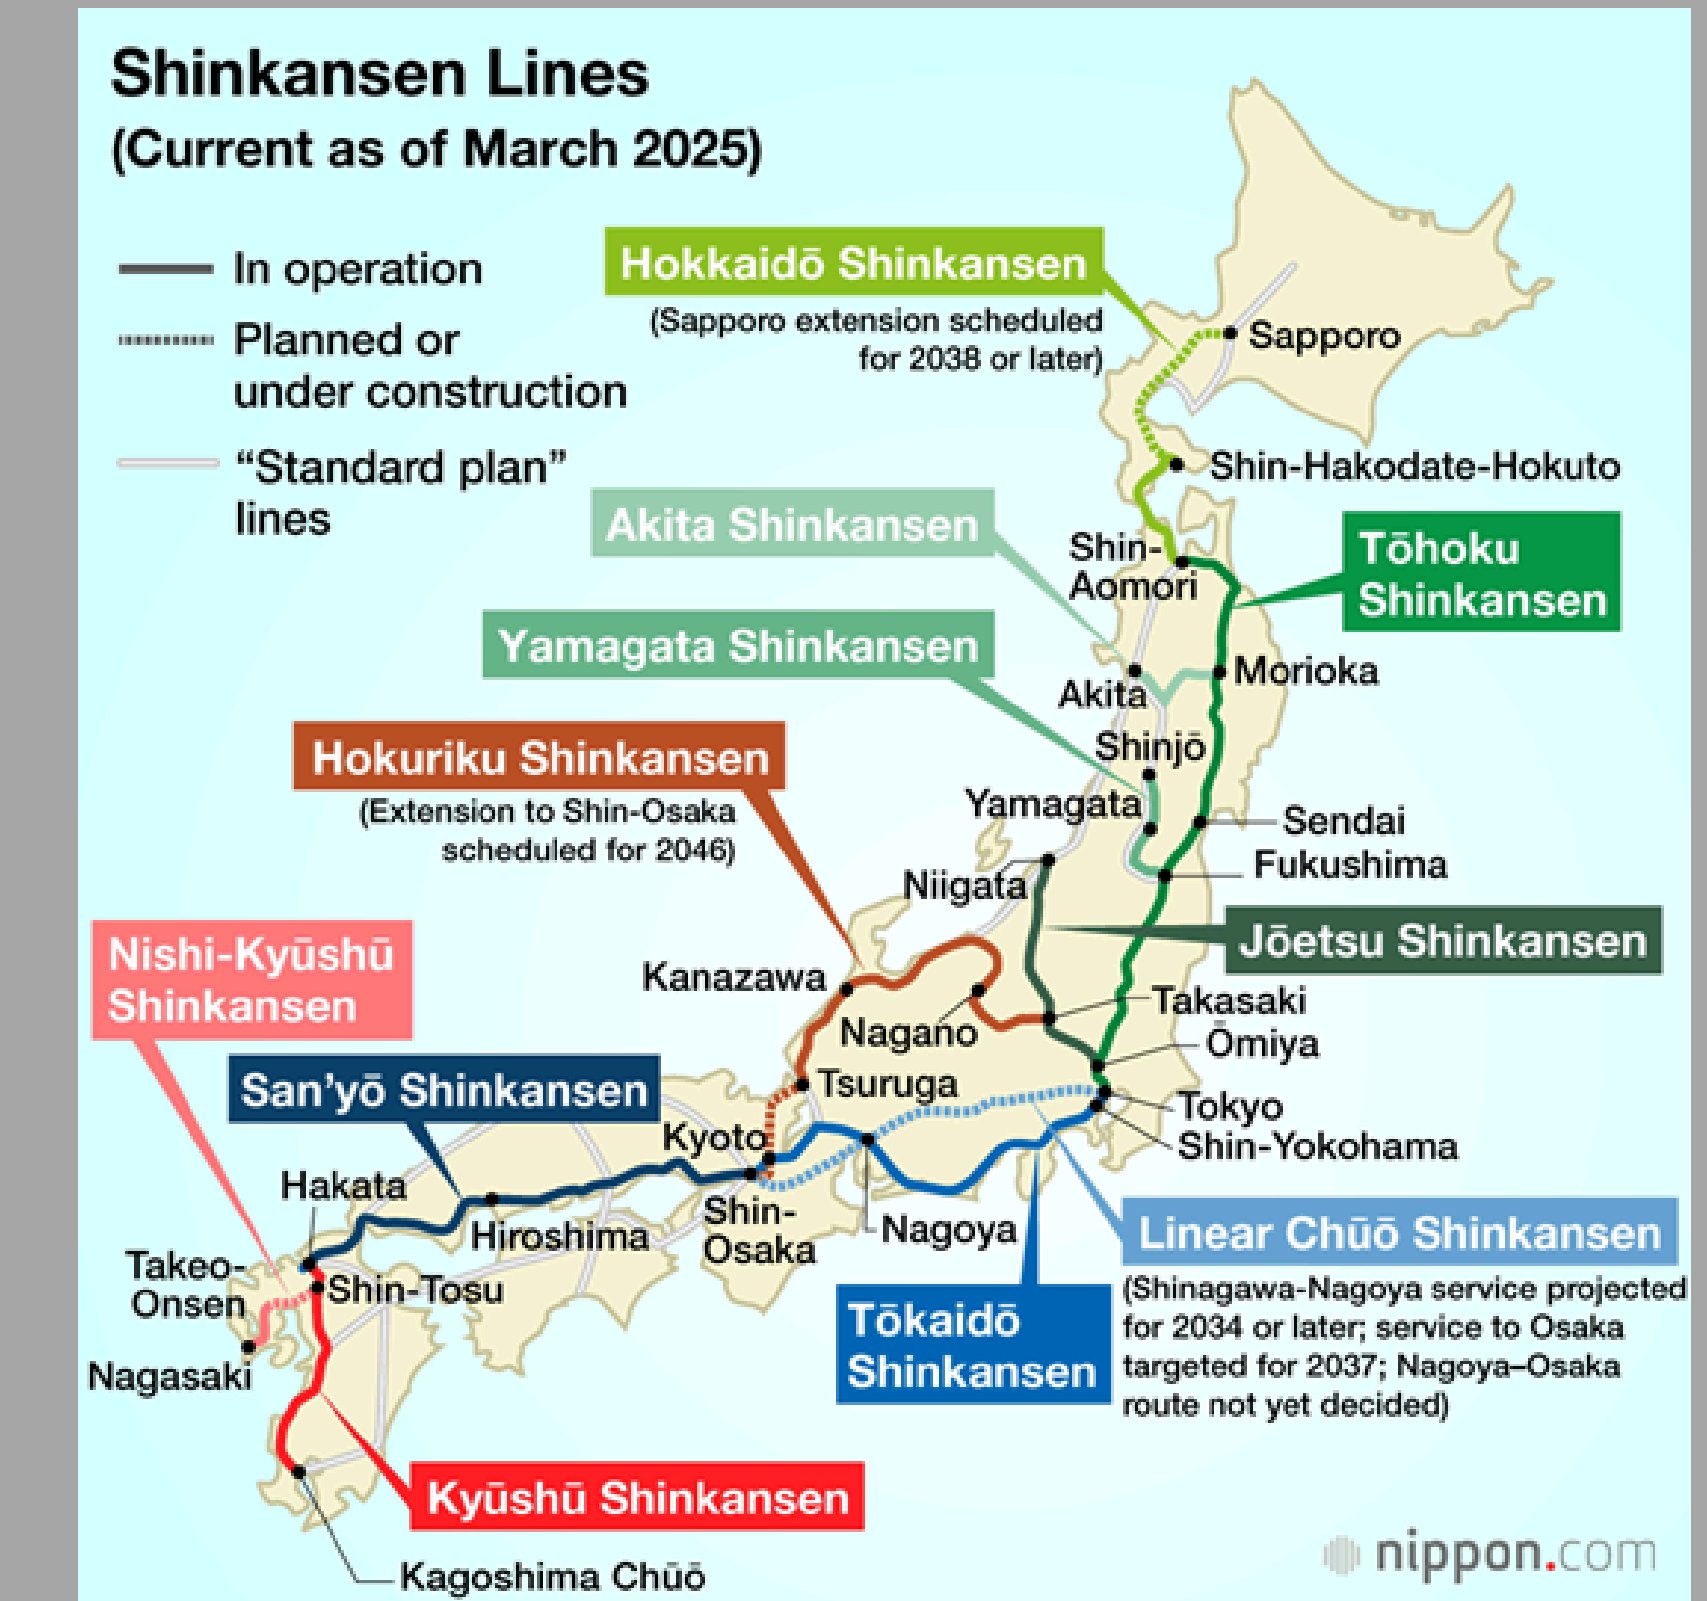 Shinkansen Lines
(Current as of March 2025)
In operation
Planned or
under construction
“Standard plan”
lines
Hokkaidō Shinkansen
(Sapporo extension scheduled
for 2038 or later)
Sapporo
Shin-Hakodate-Hokuto
Akita Shinkansen
Shin-
Aomori
Tōhoku
Shinkansen
Yamagata Shinkansen
Akita
Morioka
Hokuriku Shinkansen
(Extension to Shin-Osaka
scheduled for 2046)
Shinjō
Yamagata
Sendai
Fukushima
Niigata
Jōetsu Shinkansen
Nishi-Kyūshū
Shinkansen
Kanazawa
Nagano
Takasaki
Ōmiya
San’yō Shinkansen
Tsuruga
Tokyo
Shin-Yokohama
Kyoto
Hakata
Hiroshima
Shin-
Osaka
Nagoya
Linear Chūō Shinkansen
(Shinagawa-Nagoya service projected
for 2034 or later; service to Osaka
targeted for 2037; Nagoya–Osaka
route not yet decided)
Takeo-
Onsen
Shin-Tosu
Nagasaki
Tōkaidō
Shinkansen
Kyūshū Shinkansen
Kagoshima Chūō
nippon.com